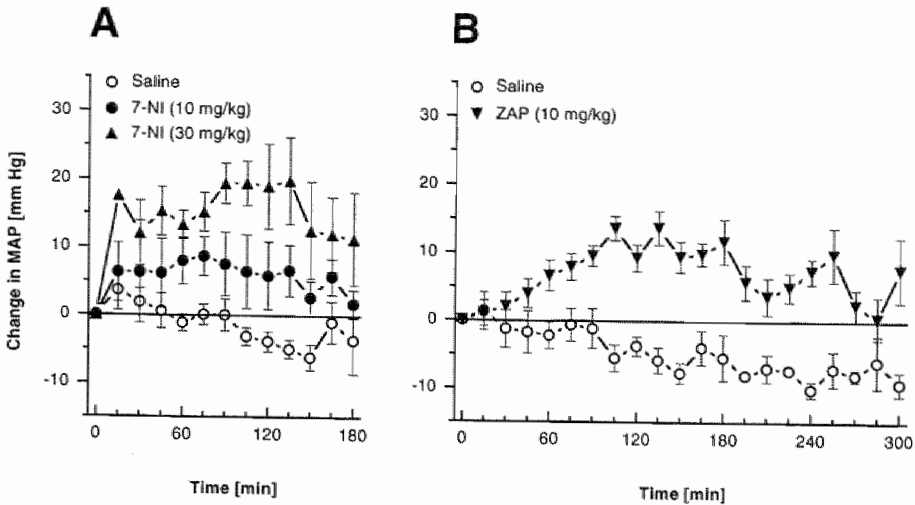 A
Saline
7-NI (10 mg/kg)
7-NI (30 mg/kg)
30
20
10
0
-10
Change in MAP [mm Hg]
0 60 120 180
Time [min]
B
Saline
ZAP (10 mg/kg)
30
20
10
0
-10
0 60 120 180 240 300
Time [min]